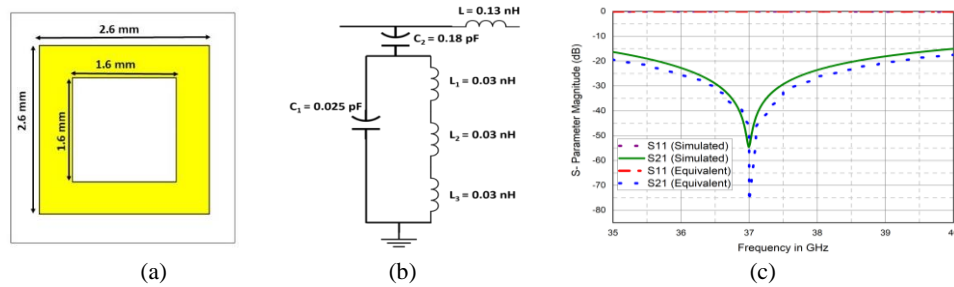 2.6 mm
1.6 mm
2.6 mm
1.6 mm
(a)
L = 0.13 nH
C2 = 0.18 pF
L1 = 0.03 nH
C1 = 0.025 pF
L2 = 0.03 nH
L3 = 0.03 nH
(b)
S- Parameter Magnitude (dB)
0
-10
-20
-30
-40
-50
-60
-70
-80
S11 (Simulated)
S21 (Simulated)
S11 (Equivalent)
S21 (Equivalent)
35 36 37 38 39 40
Frequency in GHz
(c)